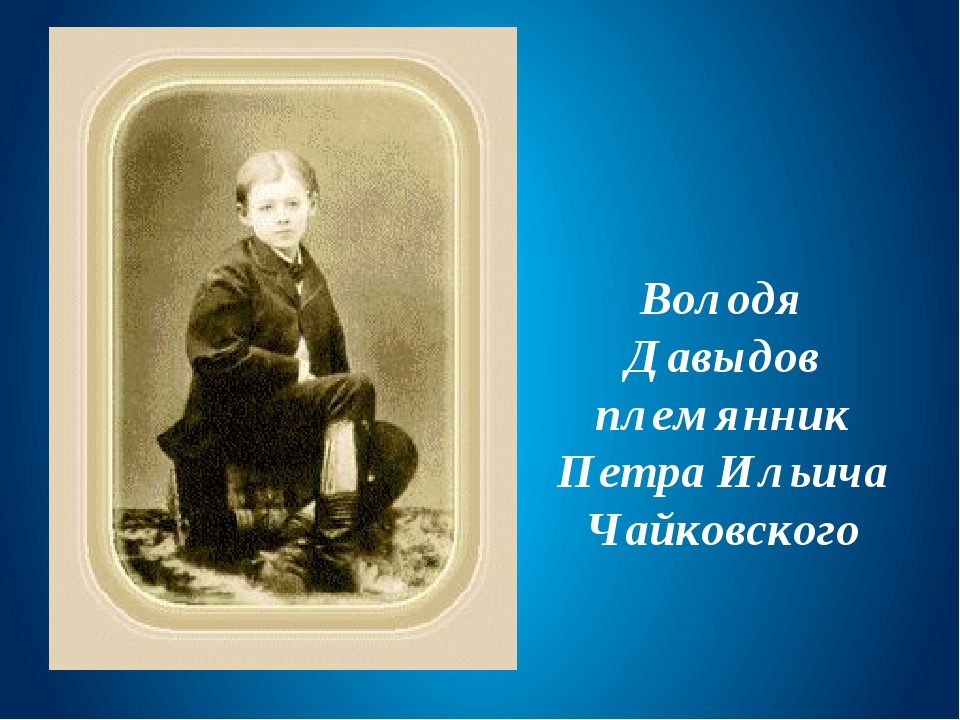 Володя
Давыдов
племянник
Петра Ильича
Чайковского